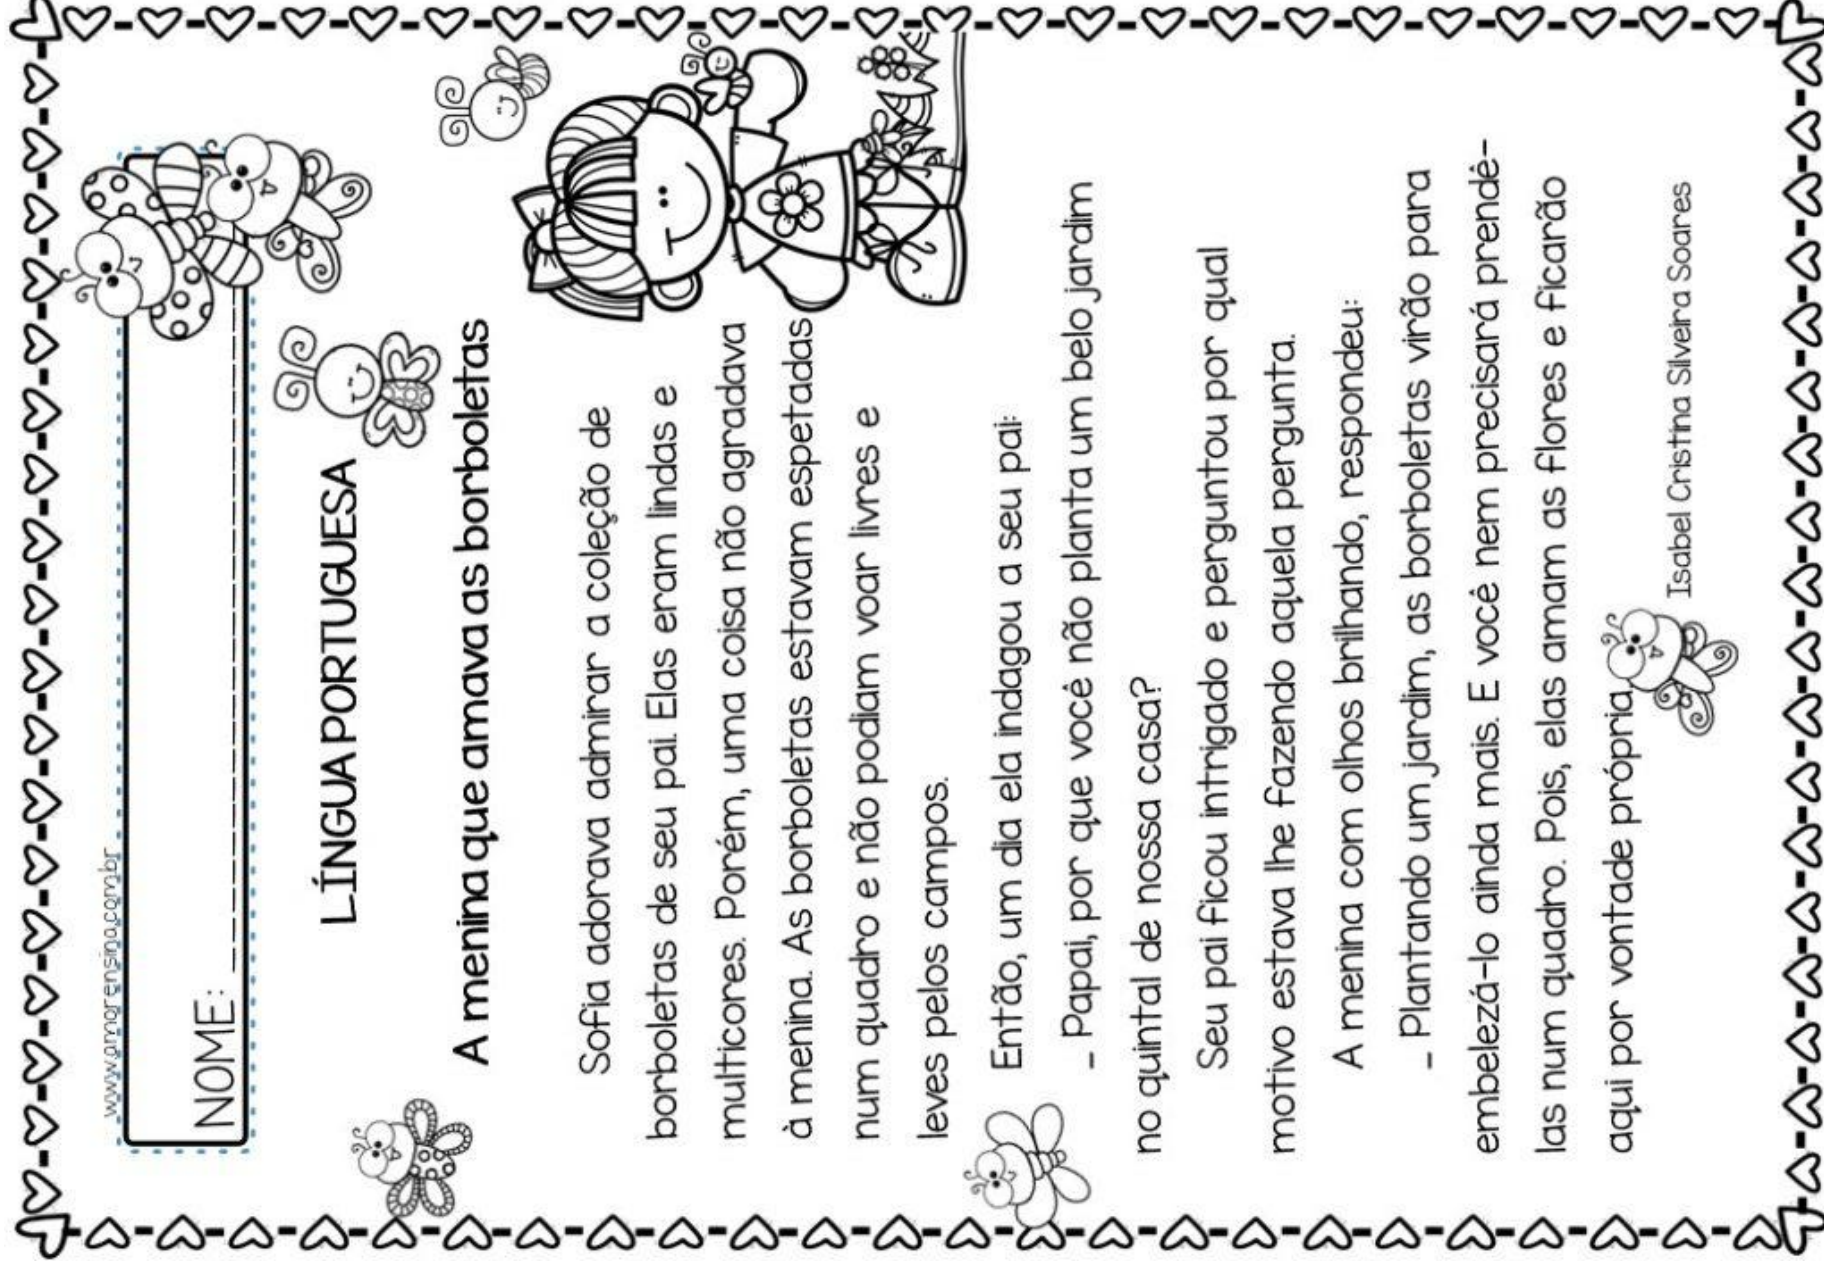 www.amorensina.com.br
NOME:
LÍNGUA PORTUGUESA
A menina que amava as borboletas
Sofia adorava admirar a coleção de
borboletas de seu pai. Elas eram lindas e
multicores. Porém, uma coisa não agradava
à menina. As borboletas estavam espetadas
num quadro e não podiam voar livres e
leves pelos campos.
Então, um dia ela indagou a seu pai:
_ Papai, por que você não planta um belo jardim
no quintal de nossa casa?
Seu pai ficou intrigado e perguntou por qual
motivo estava lhe fazendo aquela pergunta.
A menina com olhos brilhando, respondeu:
_ Plantando um jardim, as borboletas virão para
embelezá-lo ainda mais. E você nem precisará prendê-
las num quadro. Pois, elas amam as flores e ficarão
aqui por vontade própria.
Isabel Cristina Silveira Soares